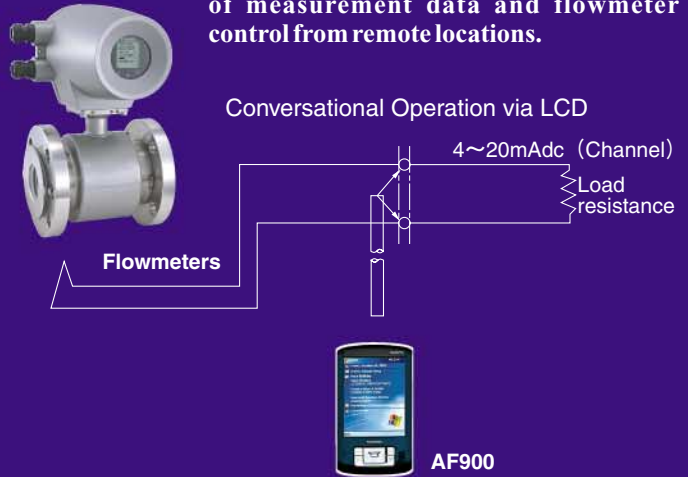 of measurement data and flowmeter
control from remote locations.
Conversational Operation via LCD
4～20mAdc（Channel）
Load
resistance
Flowmeters
AF900